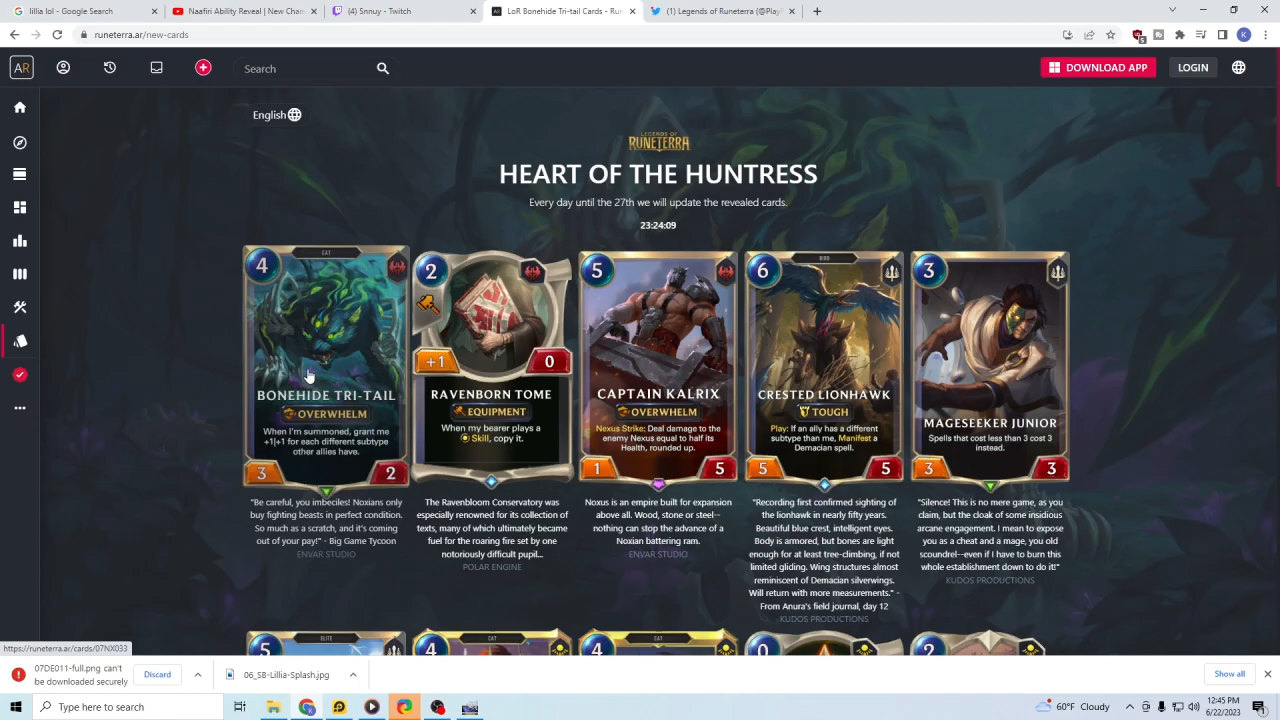 lillia lol - Google Search
Naafiri Ability Reveal | New Chan
(4) Snnuy - Twitch
LoR Bonehide Tri-tail Cards - Run
(1) Legends of Runeterra (@Play
runeterra.ar/new-cards
5
K
AR
Search
DOWNLOAD APP
LOGIN
English
LEGENDS OF
RUNETERRA
HEART OF THE HUNTRESS
Every day until the 27th we will update the revealed cards.
23:24:09
4
CAT
BONEHIDE TRI-TAIL
OVERWHELM
When I'm summoned, grant me
+1|+1 for each different subtype
other allies have.
3
2
"Be careful, you imbeciles! Noxians only
buy fighting beasts in perfect condition.
So much as a scratch, and it's coming
out of your pay!" - Big Game Tycoon
ENVAR STUDIO
2
+1
0
RAVENBORN TOME
EQUIPMENT
When my bearer plays a
Skill, copy it.
The Ravenbloom Conservatory was
especially renowned for its collection of
texts, many of which ultimately became
fuel for the roaring fire set by one
notoriously difficult pupil...
POLAR ENGINE
5
CAPTAIN KALRIX
OVERWHELM
Nexus Strike: Deal damage to the
enemy Nexus equal to half its
Health, rounded up.
1
5
Noxus is an empire built for expansion
above all. Wood, stone or steel--
nothing can stop the advance of a
Noxian battering ram.
ENVAR STUDIO
6
BIRD
CRESTED LIONHAWK
TOUGH
Play: If an ally has a different
subtype than me, Manifest a
Demacian spell.
5
5
"Recording first confirmed sighting of
the lionhawk in nearly fifty years.
Beautiful blue crest, intelligent eyes.
Body is armored, but bones are light
enough for at least tree-climbing, if not
limited gliding. Wing structures almost
reminiscent of Demacian silverwings.
Will return with more measurements." -
From Anura's field journal, day 12
KUDOS PRODUCTIONS
3
MAGESEEKER JUNIOR
Spells that cost less than 3 cost 3
instead.
3
3
"Silence! This is no mere game, as you
claim, but the cloak of some insidious
arcane engagement. I mean to expose
you as a cheat and a mage, you old
scoundrel--even if I have to burn this
whole establishment down to do it!"
KUDOS PRODUCTIONS
5
ELITE
4
CAT
4
CAT
0
2
https://runeterra.ar/cards/07NX033
07DE011-full.png can't
be downloaded securely
Discard
06_SB-Lillia-Splash.jpg
Show all
Type here to search
60°F Cloudy
12:45 PM
6/22/2023
1